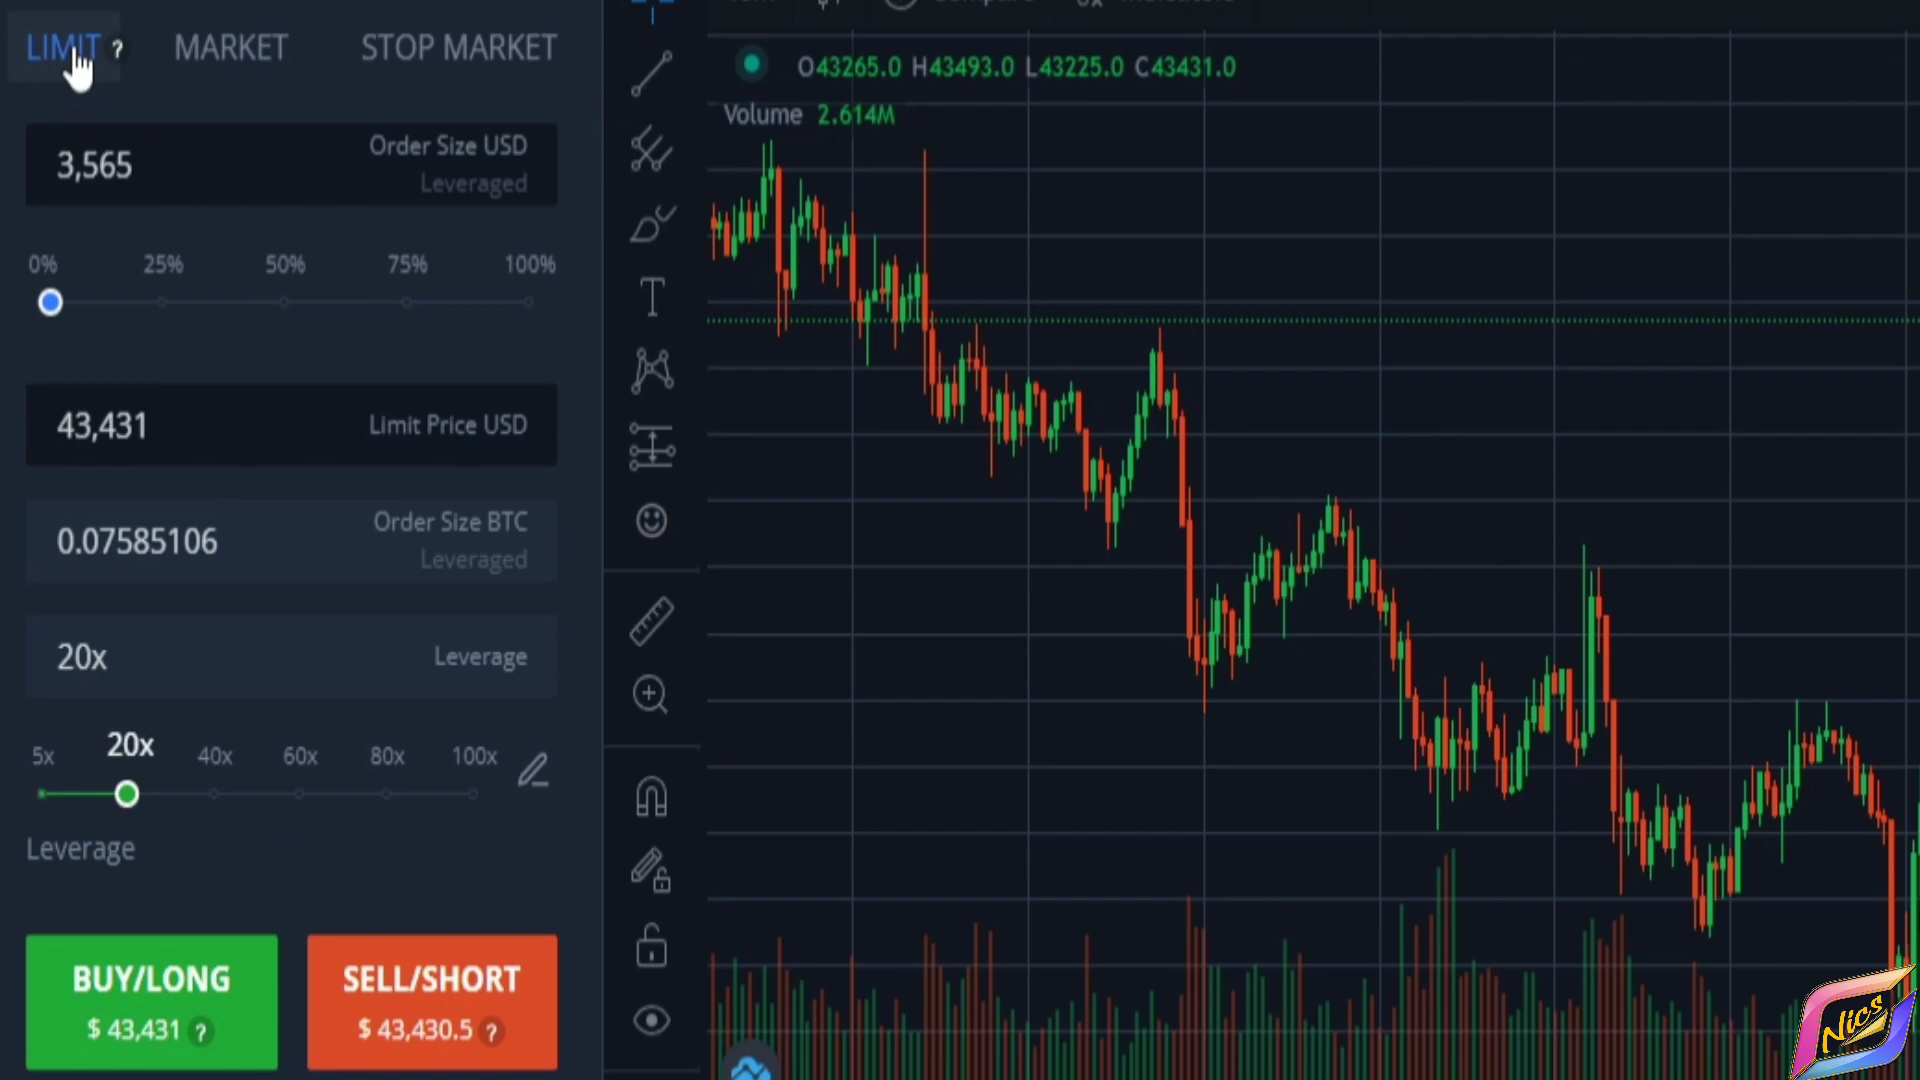 LIMIT ? MARKET STOP MARKET
3,565 Order Size USD
Leveraged
0% 25% 50% 75% 100%
43,431 Limit Price USD
0.07585106 Order Size BTC
Leveraged
20x Leverage
5x 20x 40x 60x 80x 100x
Leverage
BUY/LONG
$ 43,431 ?
SELL/SHORT
$ 43,430.5 ?
O43265.0 H43493.0 L43225.0 C43431.0
Volume 2.614M
T
Nics